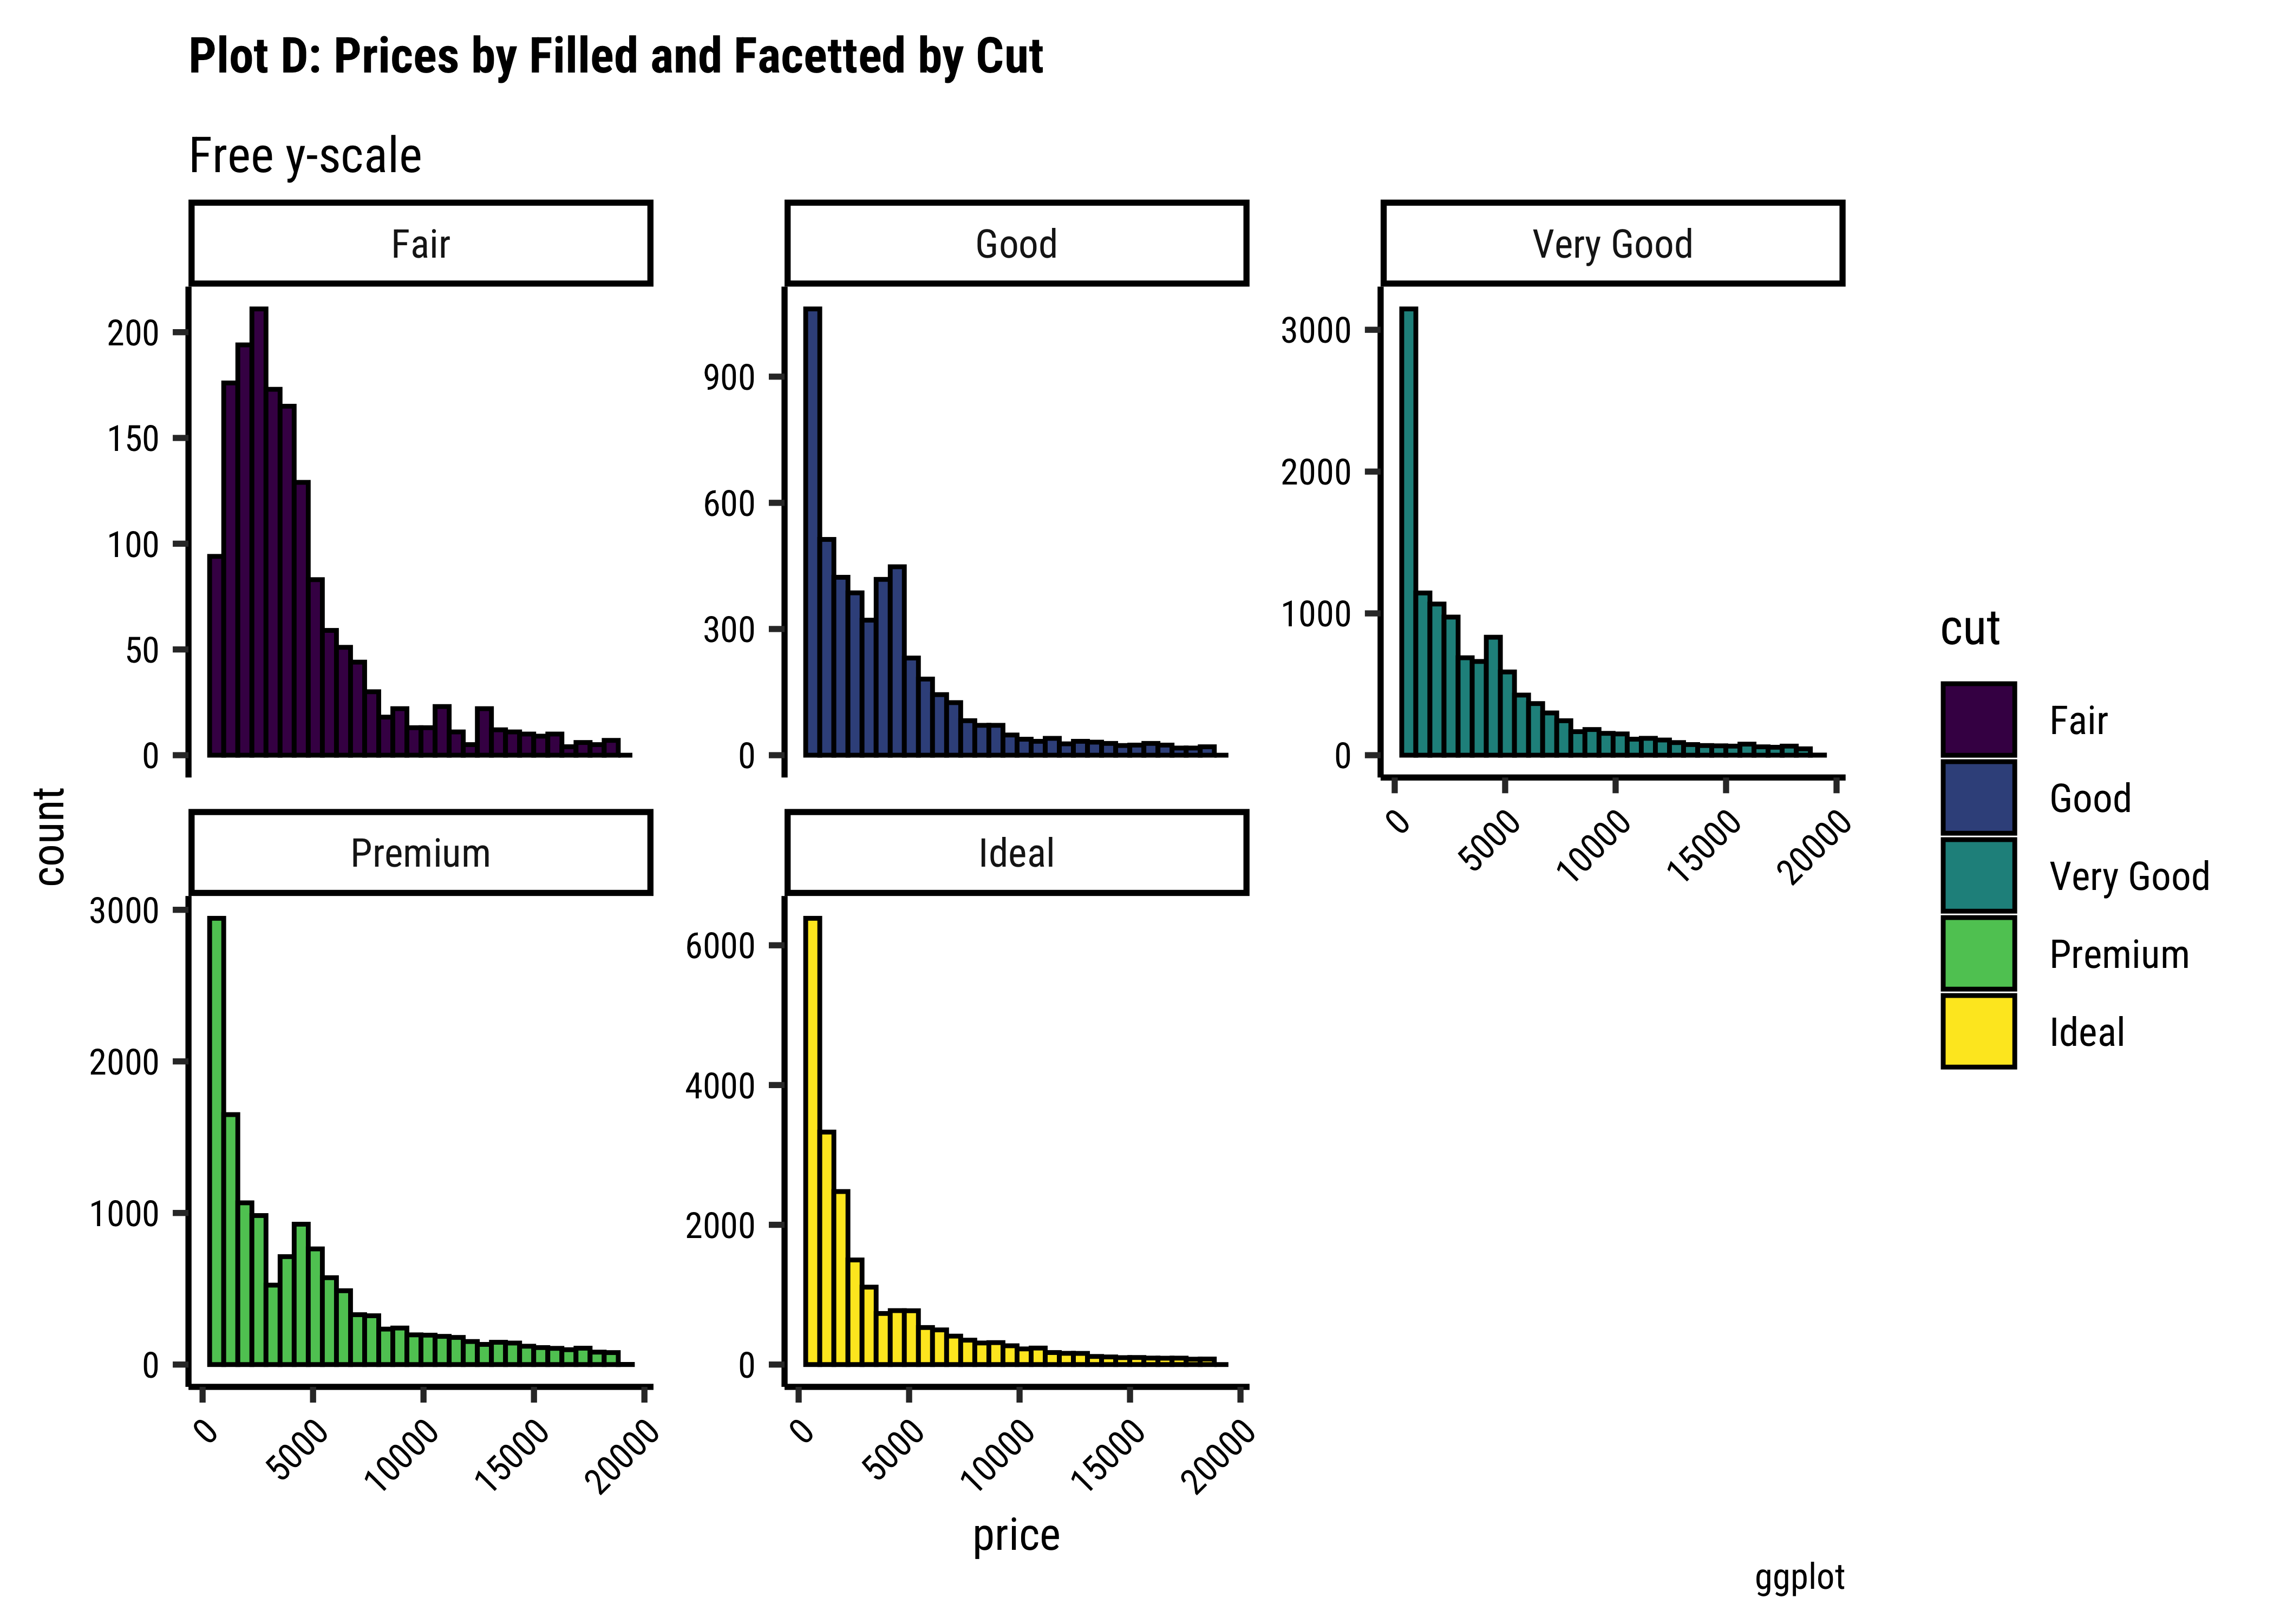 Plot D: Prices by Filled and Facetted by Cut
Free y-scale
Fair
Good
Very Good
200
150
100
50
0
900
600
300
0
3000
2000
1000
0
0
5000
10000
15000
20000
Premium
Ideal
3000
2000
1000
0
6000
4000
2000
0
0
5000
10000
15000
20000
0
5000
10000
15000
20000
count
price
cut
Fair
Good
Very Good
Premium
Ideal
ggplot